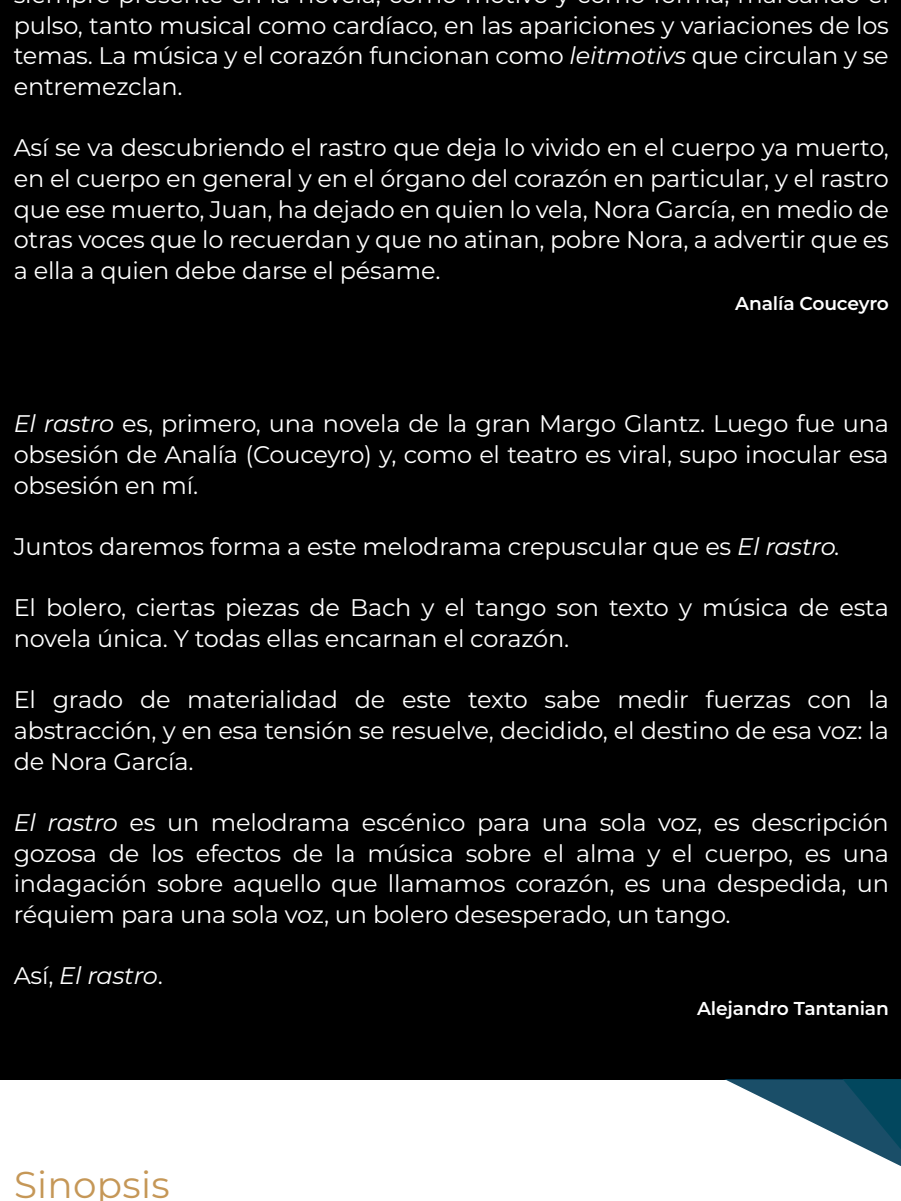 siempre presente en la novela, como motivo y como forma, marcando el
pulso, tanto musical como cardíaco, en las apariciones y variaciones de los
temas. La música y el corazón funcionan como leitmotivs que circulan y se
entremezclan.
Así se va descubriendo el rastro que deja lo vivido en el cuerpo ya muerto,
en el cuerpo en general y en el órgano del corazón en particular, y el rastro
que ese muerto, Juan, ha dejado en quien lo vela, Nora García, en medio de
otras voces que lo recuerdan y que no atinan, pobre Nora, a advertir que es
a ella a quien debe darse el pésame.
Analía Couceyro
El rastro es, primero, una novela de la gran Margo Glantz. Luego fue una
obsesión de Analía (Couceyro) y, como el teatro es viral, supo inocular esa
obsesión en mí.
Juntos daremos forma a este melodrama crepuscular que es El rastro.
El bolero, ciertas piezas de Bach y el tango son texto y música de esta
novela única. Y todas ellas encarnan el corazón.
El grado de materialidad de este texto sabe medir fuerzas con la
abstracción, y en esa tensión se resuelve, decidido, el destino de esa voz: la
de Nora García.
El rastro es un melodrama escénico para una sola voz, es descripción
gozosa de los efectos de la música sobre el alma y el cuerpo, es una
indagación sobre aquello que llamamos corazón, es una despedida, un
réquiem para una sola voz, un bolero desesperado, un tango.
Así, El rastro.
Alejandro Tantanian
Sinopsis